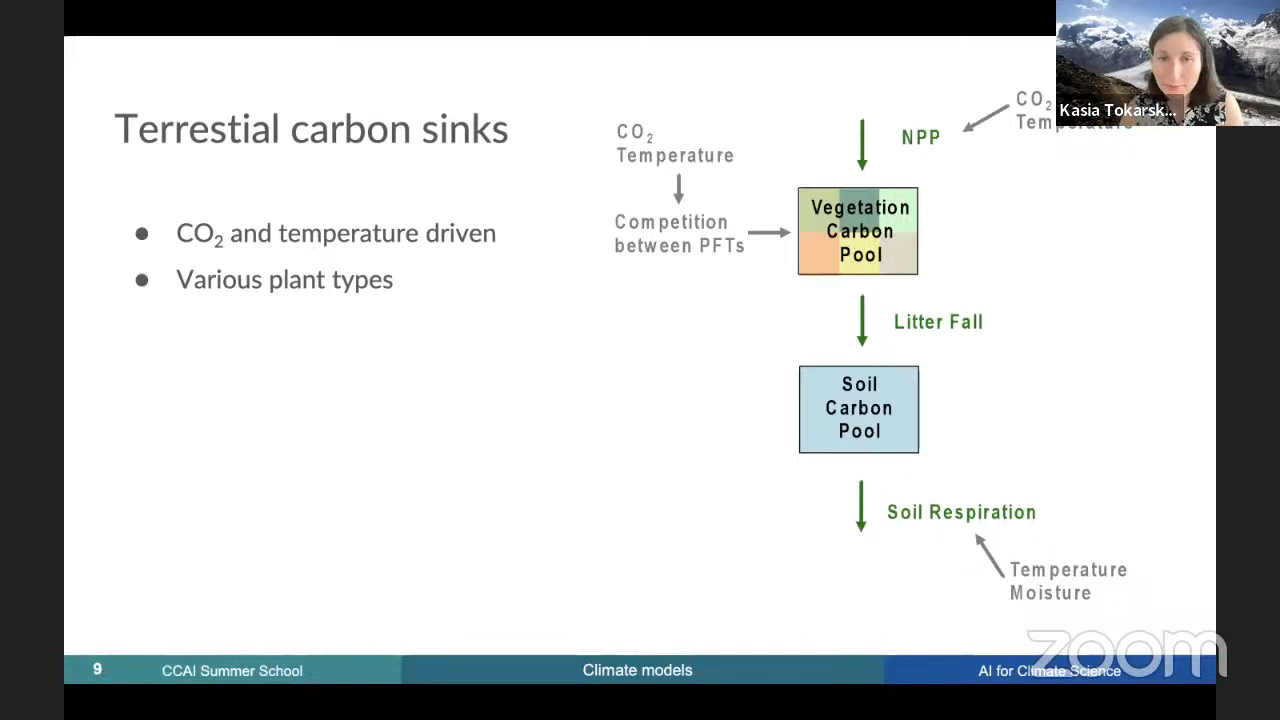 Terrestial carbon sinks
● CO₂ and temperature driven
● Various plant types
CO₂
Temperature
Competition
between PFTs
NPP
CO₂
Temperature
Vegetation
Carbon
Pool
Litter Fall
Soil
Carbon
Pool
Soil Respiration
Temperature
Moisture
Kasia Tokarsk...
9
CCAI Summer School
Climate models
AI for Climate Science
zoom